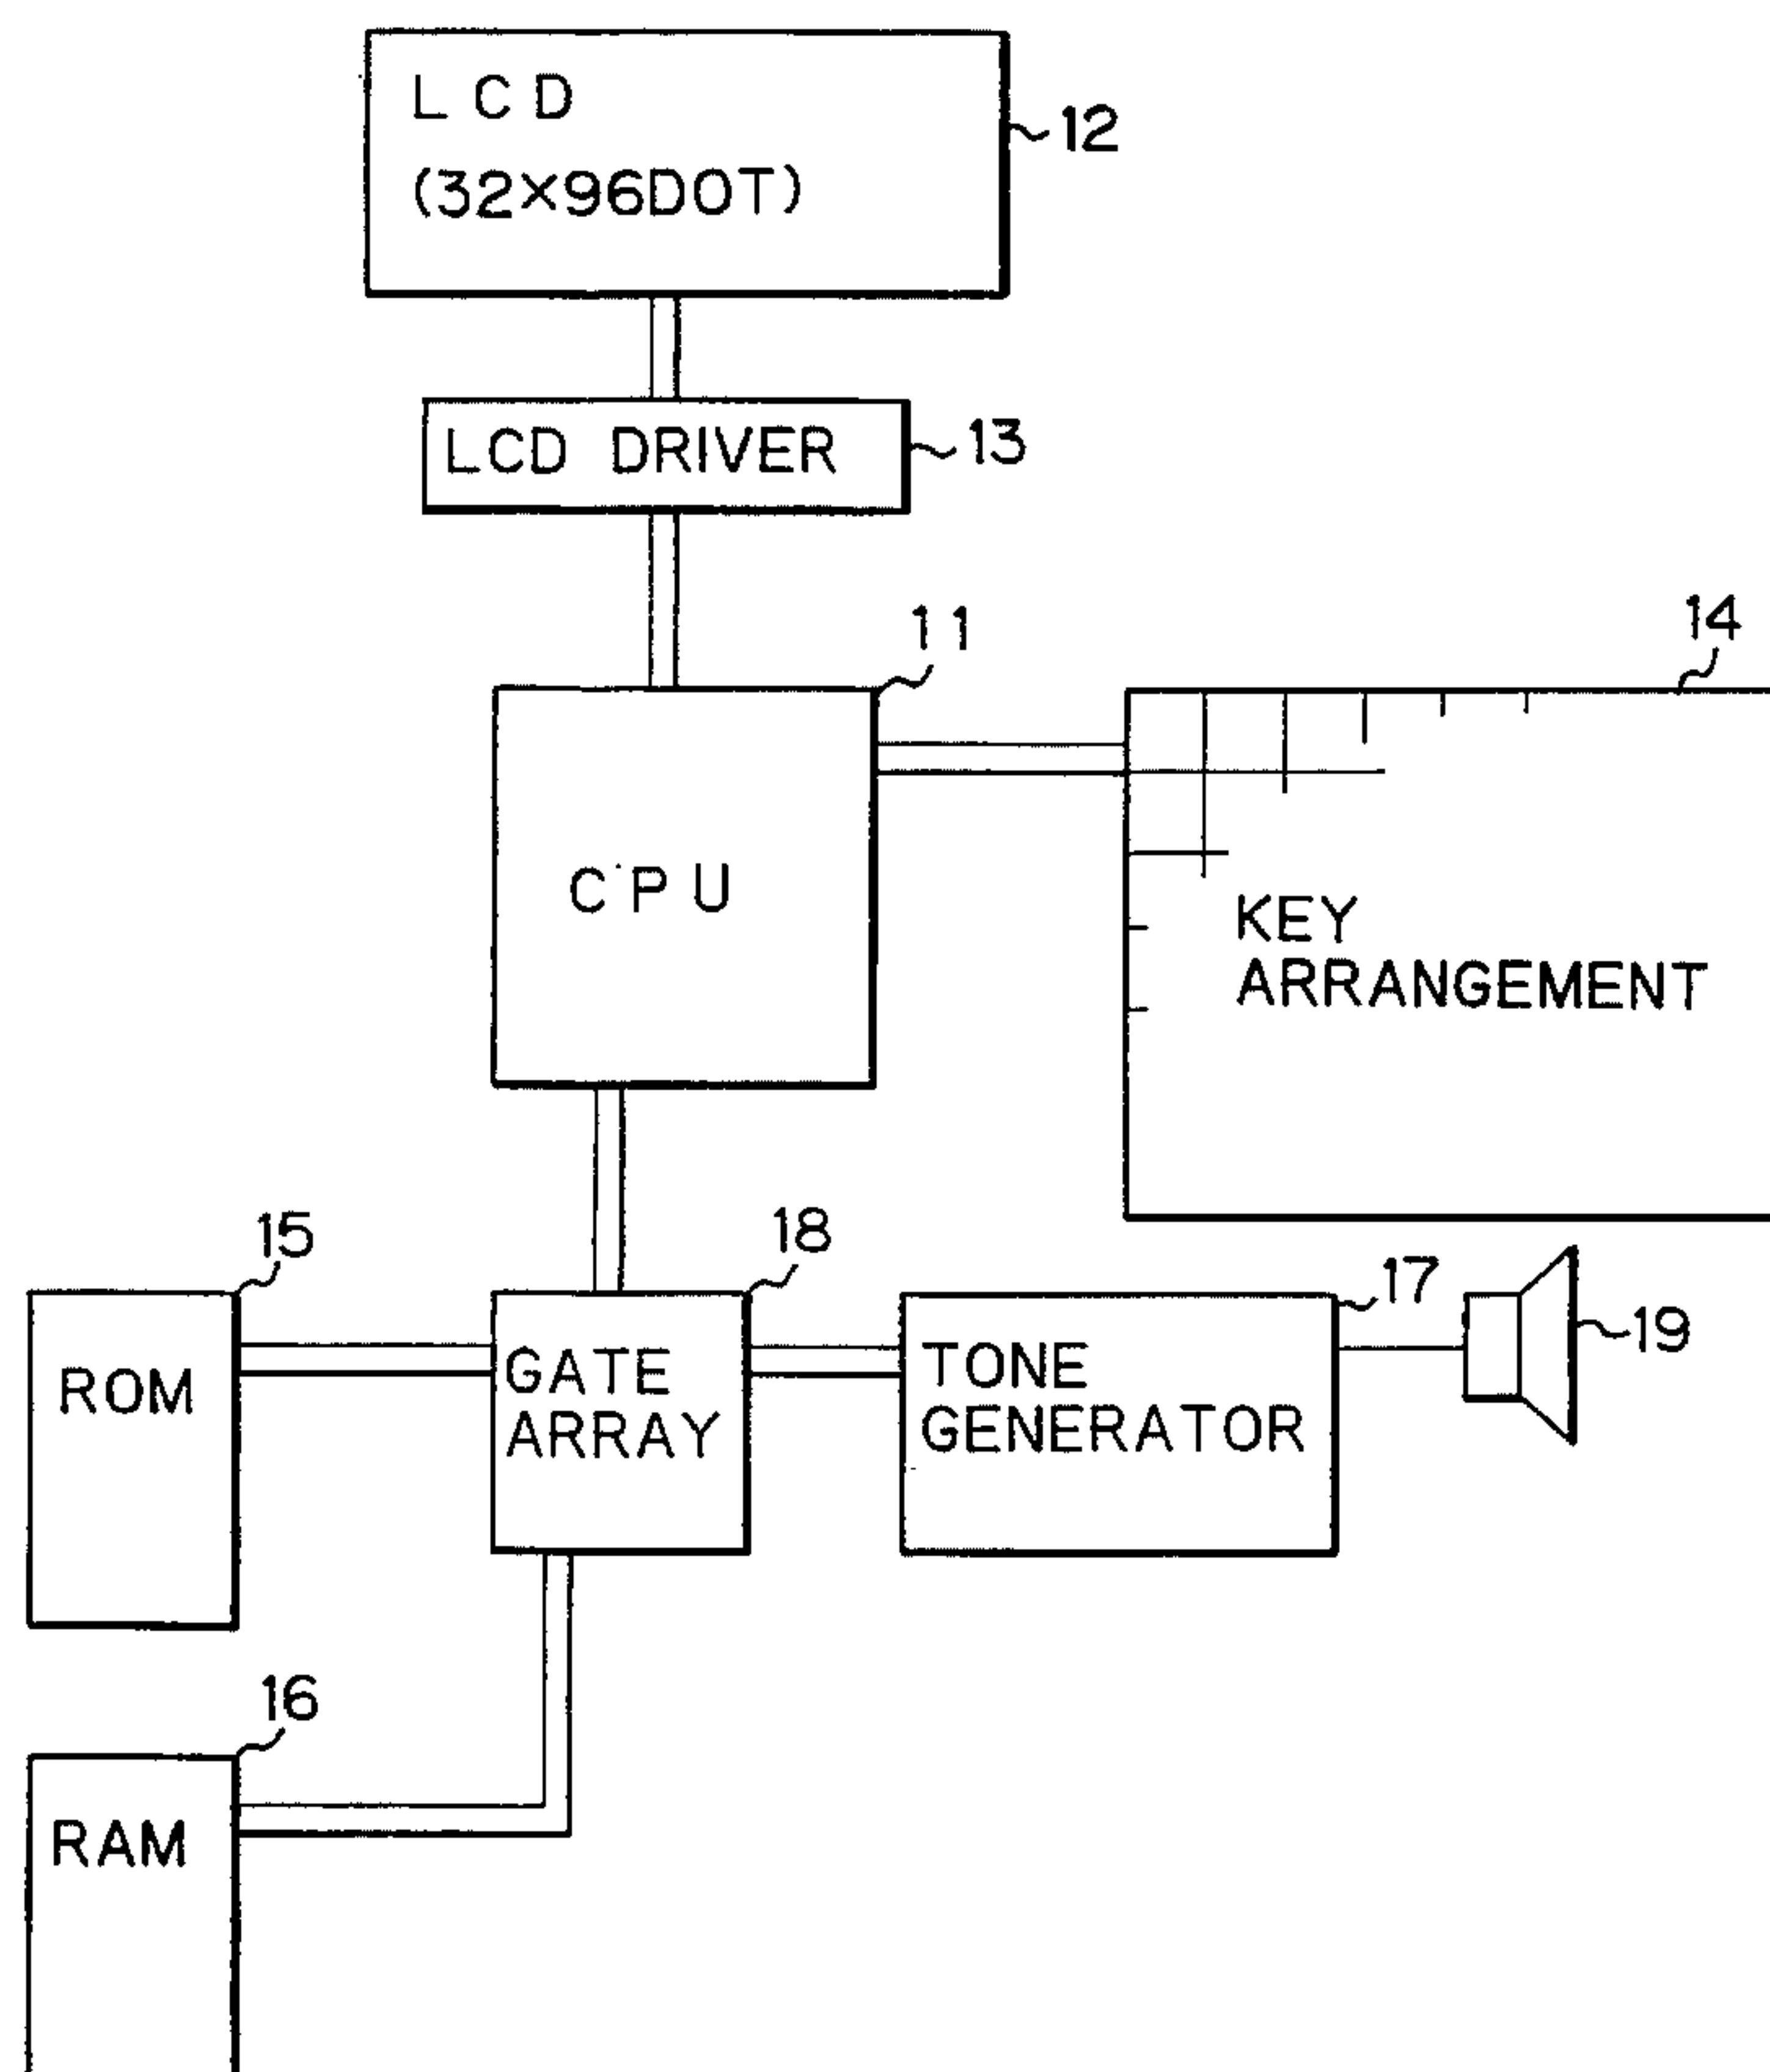 LCD
(32×96DOT)
12
LCD DRIVER
13
11
14
CPU
KEY
ARRANGEMENT
15
18
17
19
ROM
GATE
ARRAY
TONE
GENERATOR
16
RAM